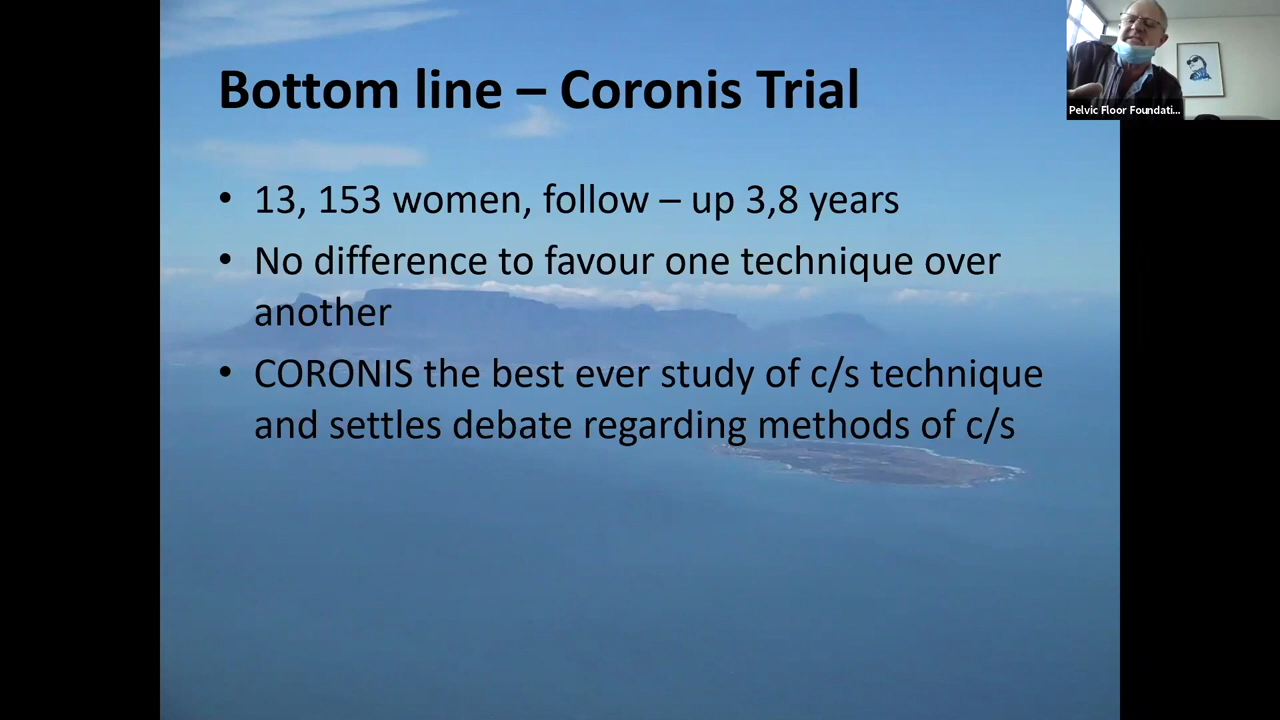 Bottom line – Coronis Trial
• 13, 153 women, follow – up 3,8 years
• No difference to favour one technique over
another
• CORONIS the best ever study of c/s technique
and settles debate regarding methods of c/s
Pelvic Floor Foundati...